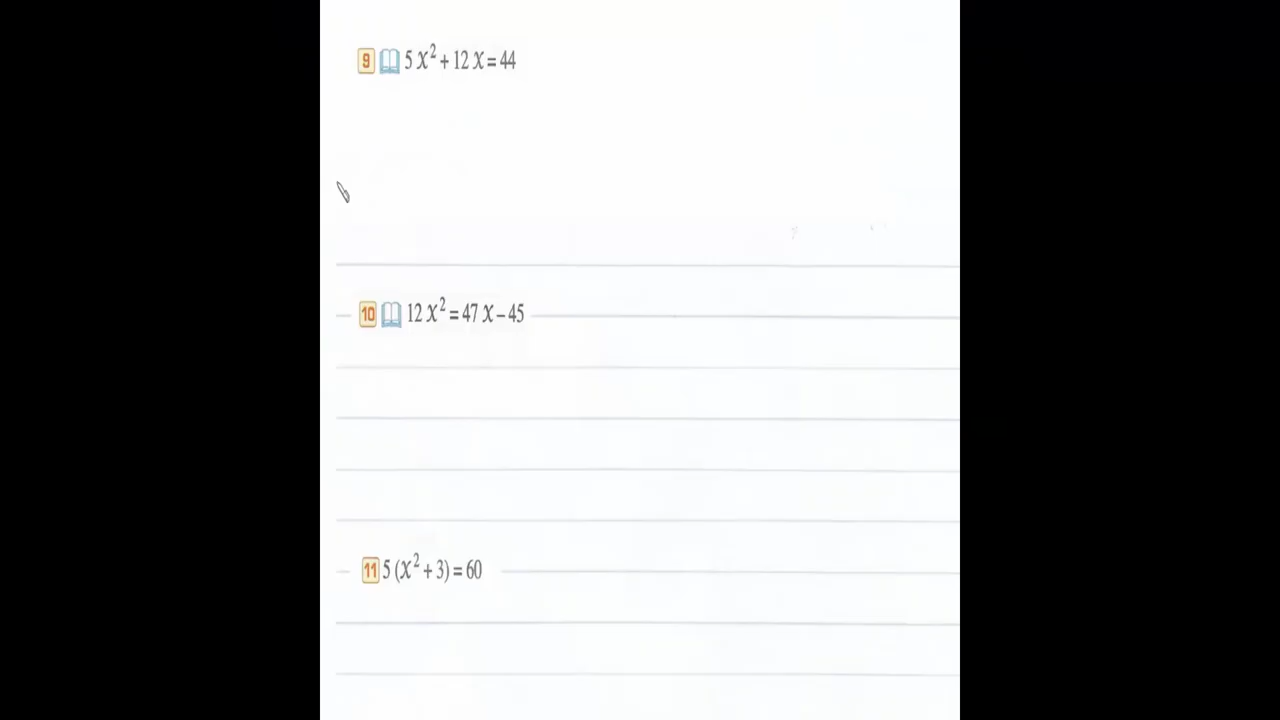 9 5x² + 12x = 44
10 12x² = 47x − 45
11 5(x² + 3) = 60